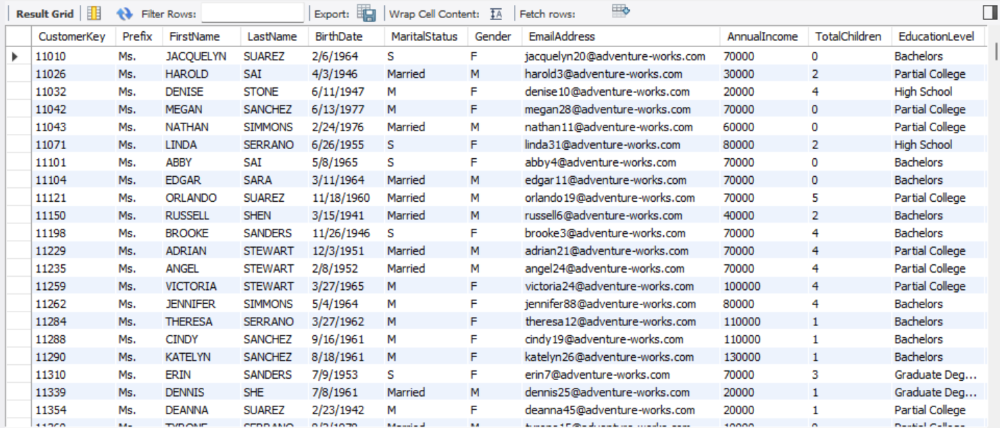 Result Grid Filter Rows: Export: Wrap Cell Content: IA Fetch rows:
CustomerKey Prefix FirstName LastName BirthDate MaritalStatus Gender EmailAddress AnnualIncome TotalChildren EducationLevel
11010 Ms. JACQUELYN SUAREZ 2/6/1964 S F jacquelyn20@adventure-works.com 70000 0 Bachelors
11026 Ms. HAROLD SAI 4/3/1946 Married M harold3@adventure-works.com 30000 2 Partial College
11032 Ms. DENISE STONE 6/11/1947 M F denise10@adventure-works.com 20000 4 High School
11042 Ms. MEGAN SANCHEZ 6/13/1977 M F megan28@adventure-works.com 70000 0 Partial College
11043 Ms. NATHAN SIMMONS 2/24/1976 Married M nathan11@adventure-works.com 60000 0 Partial College
11071 Ms. LINDA SERRANO 6/26/1955 S F linda31@adventure-works.com 80000 2 High School
11101 Ms. ABBY SAI 5/8/1965 S F abby4@adventure-works.com 70000 0 Bachelors
11104 Ms. EDGAR SARA 3/11/1964 Married M edgar11@adventure-works.com 70000 0 Bachelors
11121 Ms. ORLANDO SUAREZ 11/18/1960 Married M orlando19@adventure-works.com 70000 5 Partial College
11150 Ms. RUSSELL SHEN 3/15/1941 Married M russell6@adventure-works.com 40000 2 Bachelors
11198 Ms. BROOKE SANDERS 11/26/1946 S F brooke3@adventure-works.com 70000 4 Bachelors
11229 Ms. ADRIAN STEWART 12/3/1951 Married M adrian21@adventure-works.com 70000 4 Partial College
11235 Ms. ANGEL STEWART 2/8/1952 Married M angel24@adventure-works.com 70000 4 Partial College
11259 Ms. VICTORIA STEWART 3/27/1965 M F victoria24@adventure-works.com 100000 4 Partial College
11262 Ms. JENNIFER SIMMONS 5/4/1964 M F jennifer88@adventure-works.com 80000 4 Bachelors
11284 Ms. THERESA SERRANO 3/27/1962 M F theresa12@adventure-works.com 110000 1 Bachelors
11288 Ms. CINDY SANCHEZ 9/16/1961 M F cindy19@adventure-works.com 110000 1 Bachelors
11290 Ms. KATELYN SANCHEZ 8/18/1961 M F katelyn26@adventure-works.com 130000 1 Bachelors
11310 Ms. ERIN SANDERS 7/9/1953 S F erin7@adventure-works.com 70000 3 Graduate Deg...
11339 Ms. DENNIS SHE 7/8/1961 Married M dennis25@adventure-works.com 20000 1 Graduate Deg...
11354 Ms. DEANNA SUAREZ 2/23/1942 M F deanna45@adventure-works.com 20000 1 Partial College